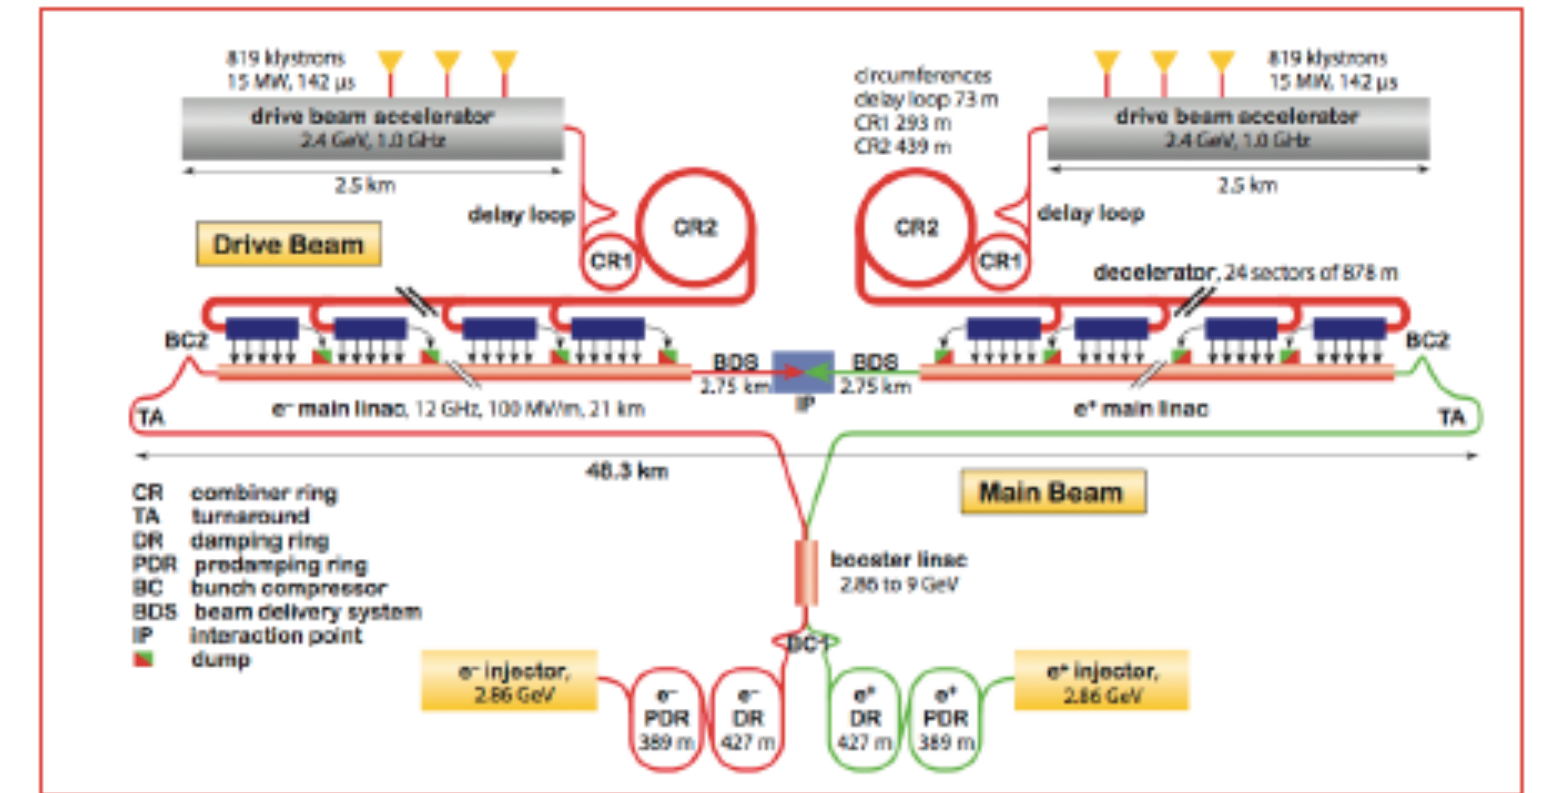 819 klystrons
15 MW, 142 µs
drive beam accelerator
2.4 GeV, 1.0 GHz
2.5 km
delay loop
CR2
CR1
Drive Beam
circumferences
delay loop 73 m
CR1 293 m
CR2 439 m
819 klystrons
15 MW, 142 µs
drive beam accelerator
2.4 GeV, 1.0 GHz
2.5 km
CR2
delay loop
CR1
decelerator, 24 sectors of 878 m
BC2
BDS
2.75 km
IP
BDS
2.75 km
BC2
TA
e⁻ main linac, 12 GHz, 100 MV/m, 21 km
e⁺ main linac
TA
48.3 km
Main Beam
CR combiner ring
TA turnaround
DR damping ring
PDR predamping ring
BC bunch compressor
BDS beam delivery system
IP interaction point
dump
booster linac
2.86 to 9 GeV
BC1
e⁻ injector,
2.86 GeV
e⁻
PDR
389 m
e⁻
DR
427 m
e⁺
DR
427 m
e⁺
PDR
389 m
e⁺ injector,
2.86 GeV